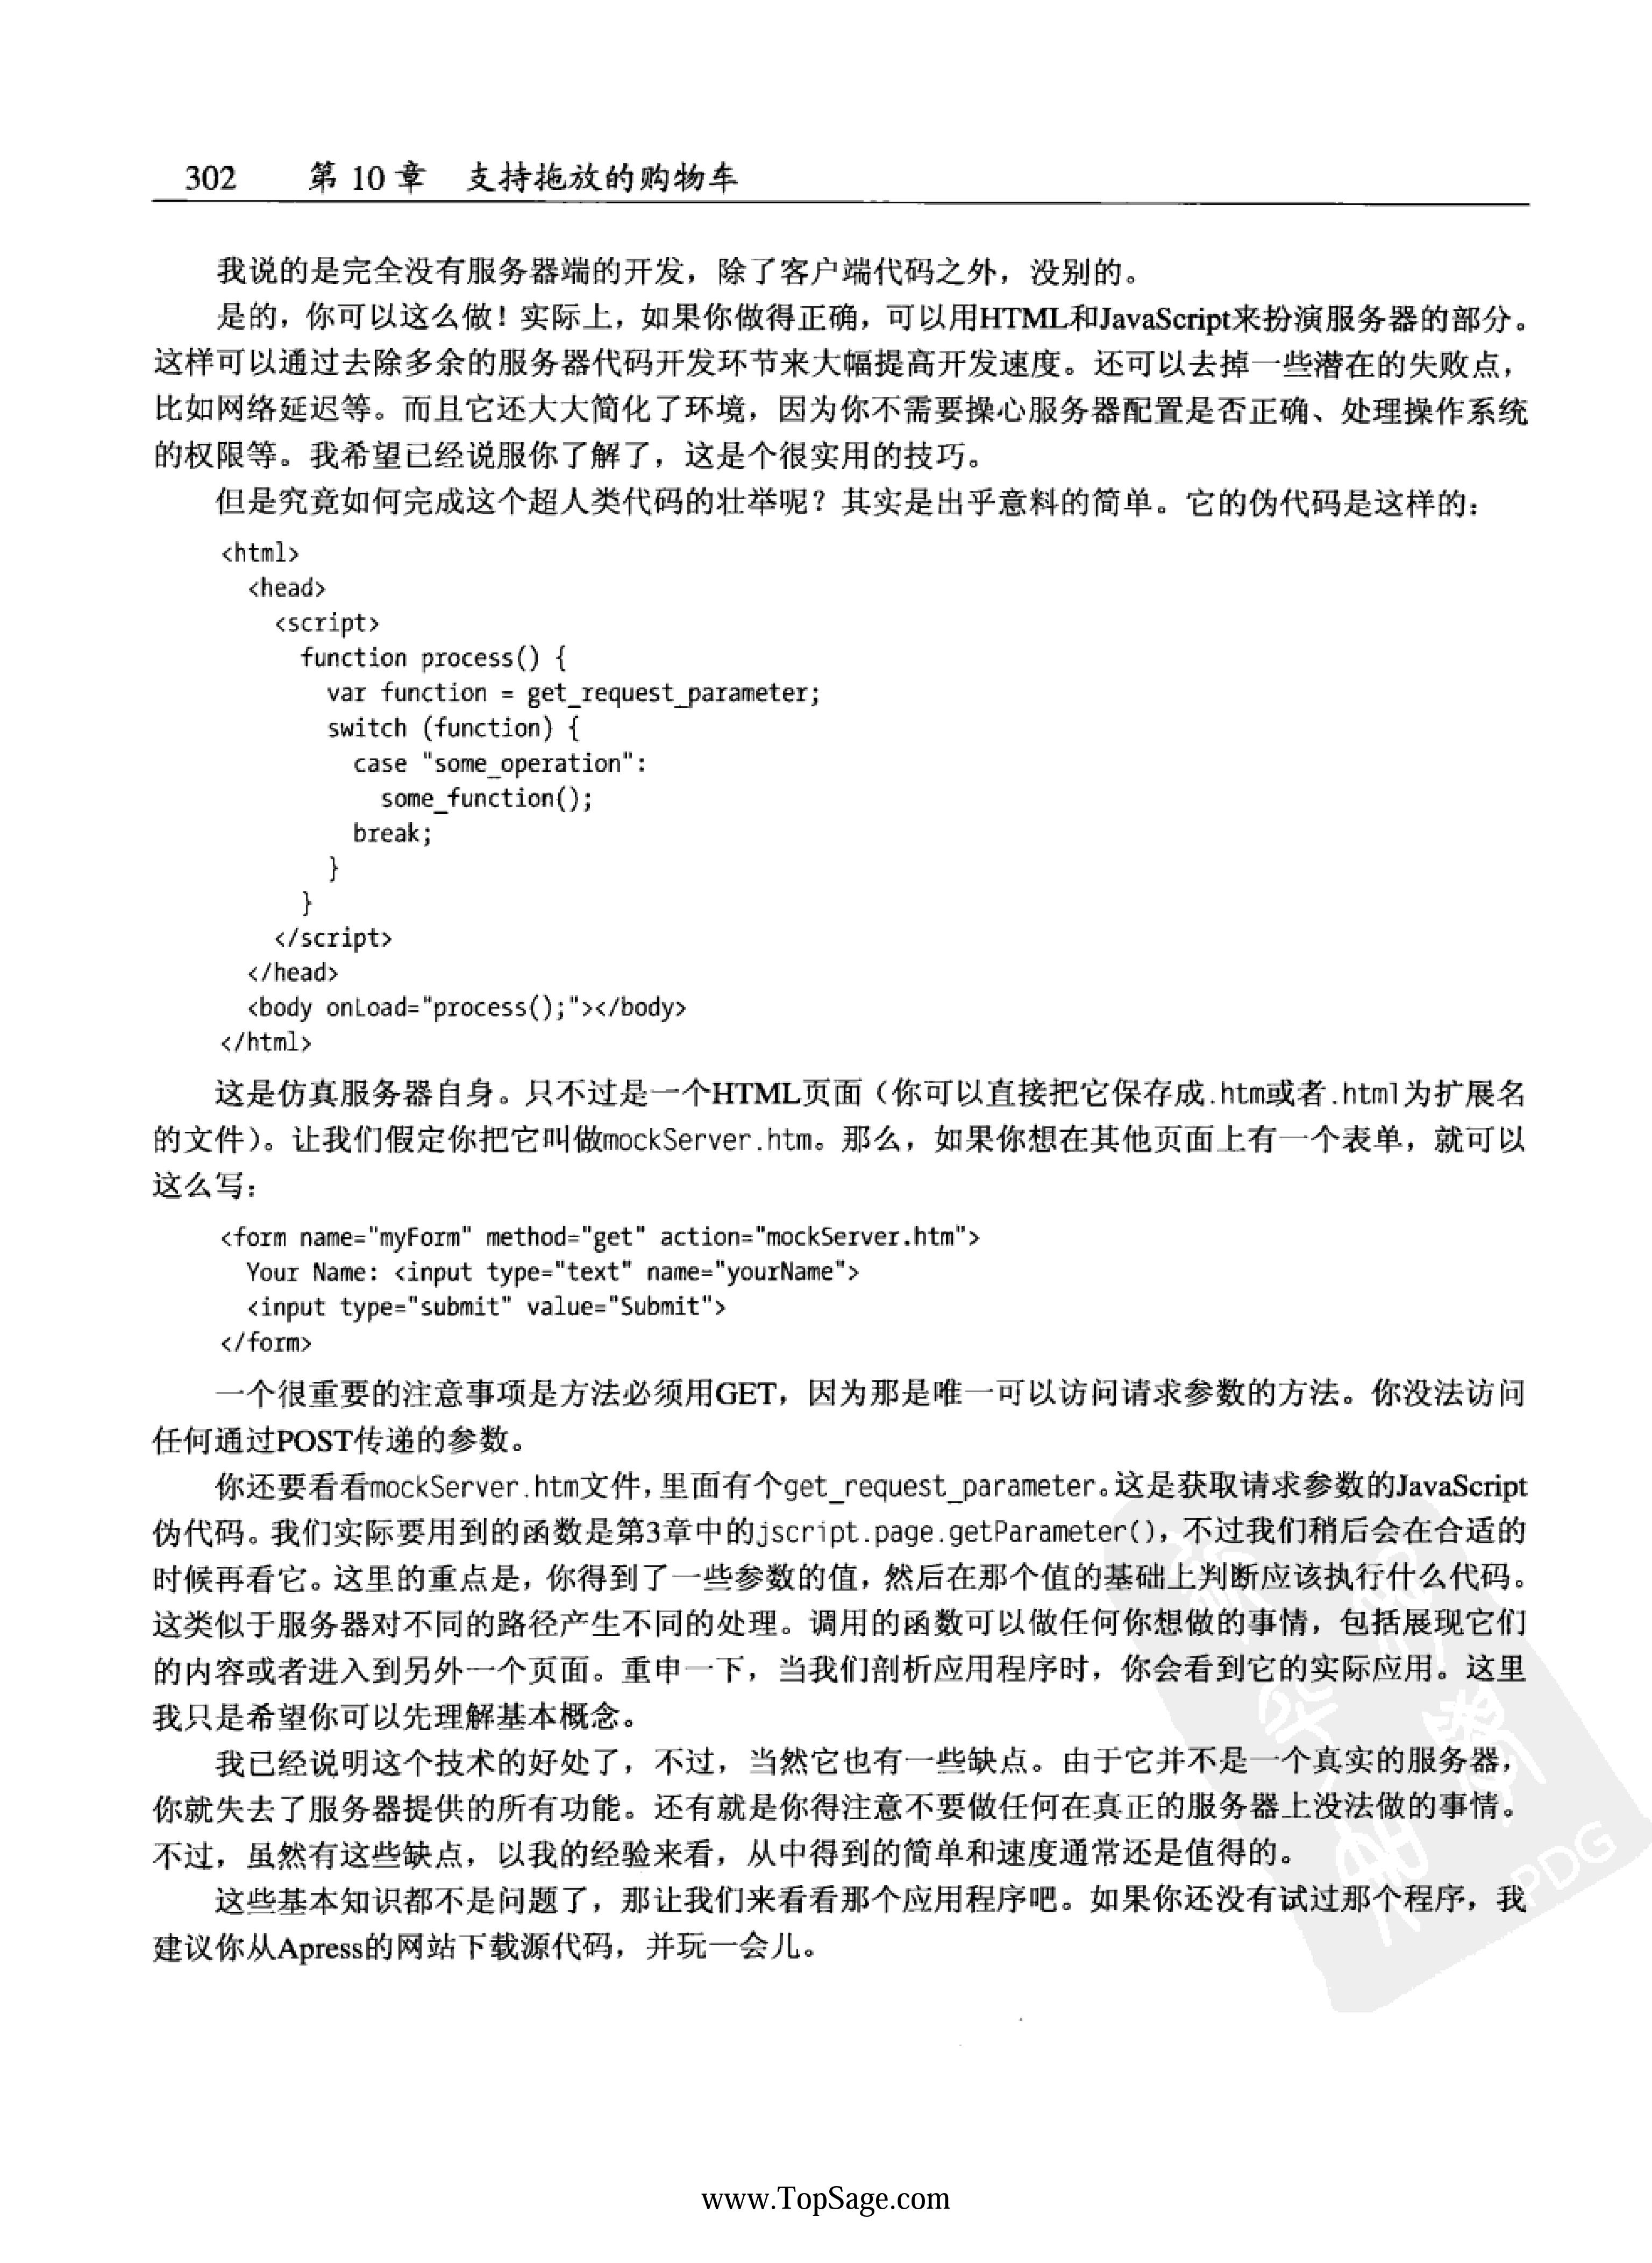 302 第 10 章 支持拖放的购物车
我说的是完全没有服务器端的开发，除了客户端代码之外，没别的。
是的，你可以这么做！实际上，如果你做得正确，可以用HTML和JavaScript来扮演服务器的部分。
这样可以通过去除多余的服务器代码开发环节来大幅提高开发速度。还可以去掉一些潜在的失败点，
比如网络延迟等。而且它还大大简化了环境，因为你不需要操心服务器配置是否正确、处理操作系统
的权限等。我希望已经说服你了解了，这是个很实用的技巧。
但是究竟如何完成这个超人类代码的壮举呢？其实是出乎意料的简单。它的伪代码是这样的：
<html>
<head>
<script>
function process() {
var function = get_request_parameter;
switch (function) {
case "some_operation":
some_function();
break;
}
}
</script>
</head>
<body onLoad="process();"></body>
</html>
这是仿真服务器自身。只不过是一个HTML页面（你可以直接把它保存成.htm或者.html为扩展名
的文件）。让我们假定你把它叫做mockServer.htm。那么，如果你想在其他页面上有一个表单，就可以
这么写：
<form name="myForm" method="get" action="mockServer.htm">
Your Name: <input type="text" name="yourName">
<input type="submit" value="Submit">
</form>
一个很重要的注意事项是方法必须用GET，因为那是唯一可以访问请求参数的方法。你没法访问
任何通过POST传递的参数。
你还要看看mockServer.htm文件，里面有个get_request_parameter。这是获取请求参数的JavaScript
伪代码。我们实际要用到的函数是第3章中的jscript.page.getParameter()，不过我们稍后会在合适的
时候再看它。这里的重点是，你得到了一些参数的值，然后在那个值的基础上判断应该执行什么代码。
这类似于服务器对不同的路径产生不同的处理。调用的函数可以做任何你想做的事情，包括展现它们
的内容或者进入到另外一个页面。重申一下，当我们剖析应用程序时，你会看到它的实际应用。这里
我只是希望你可以先理解基本概念。
我已经说明这个技术的好处了，不过，当然它也有一些缺点。由于它并不是一个真实的服务器，
你就失去了服务器提供的所有功能。还有就是你得注意不要做任何在真正的服务器上没法做的事情。
不过，虽然有这些缺点，以我的经验来看，从中得到的简单和速度通常还是值得的。
这些基本知识都不是问题了，那让我们来看看那个应用程序吧。如果你还没有试过那个程序，我
建议你从Apress的网站下载源代码，并玩一会儿。
PDG
www.TopSage.com